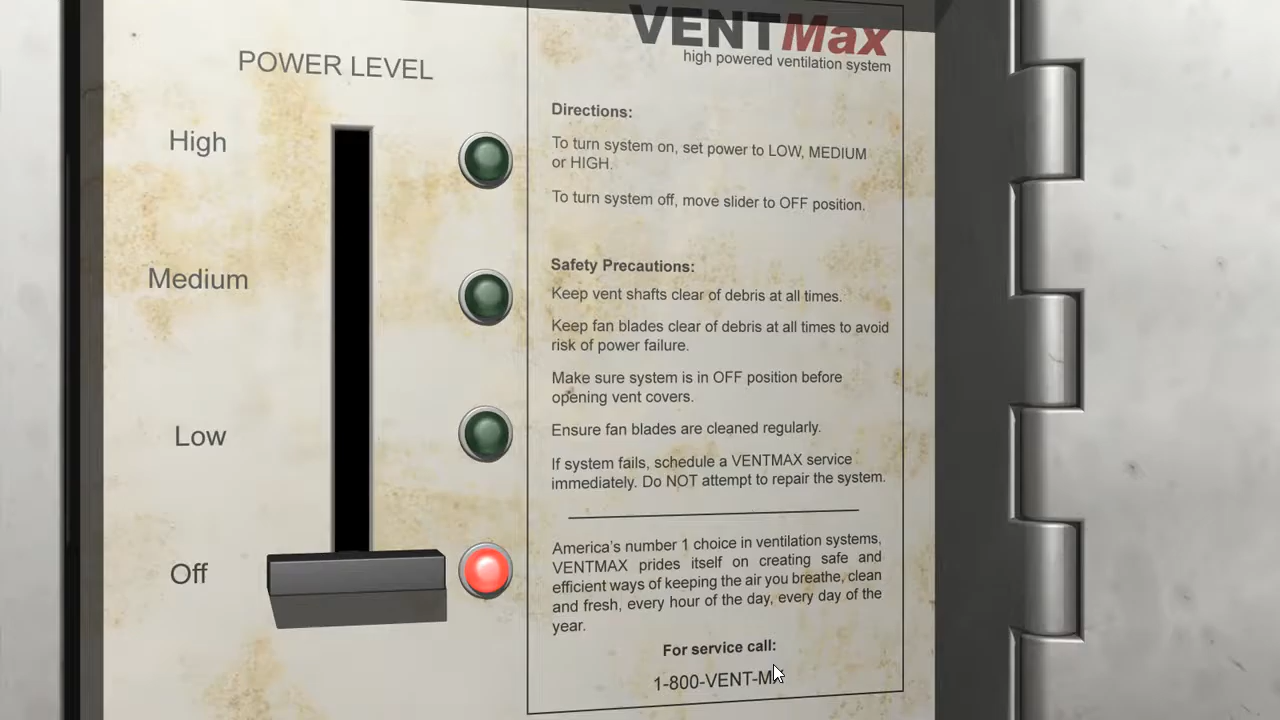 POWER LEVEL
High
Medium
Low
Off
VENTMax
high powered ventilation system
Directions:
To turn system on, set power to LOW, MEDIUM
or HIGH.
To turn system off, move slider to OFF position.
Safety Precautions:
Keep vent shafts clear of debris at all times.
Keep fan blades clear of debris at all times to avoid
risk of power failure.
Make sure system is in OFF position before
opening vent covers.
Ensure fan blades are cleaned regularly.
If system fails, schedule a VENTMAX service
immediately. Do NOT attempt to repair the system.
America's number 1 choice in ventilation systems,
VENTMAX prides itself on creating safe and
efficient ways of keeping the air you breathe, clean
and fresh, every hour of the day, every day of the
year.
For service call: